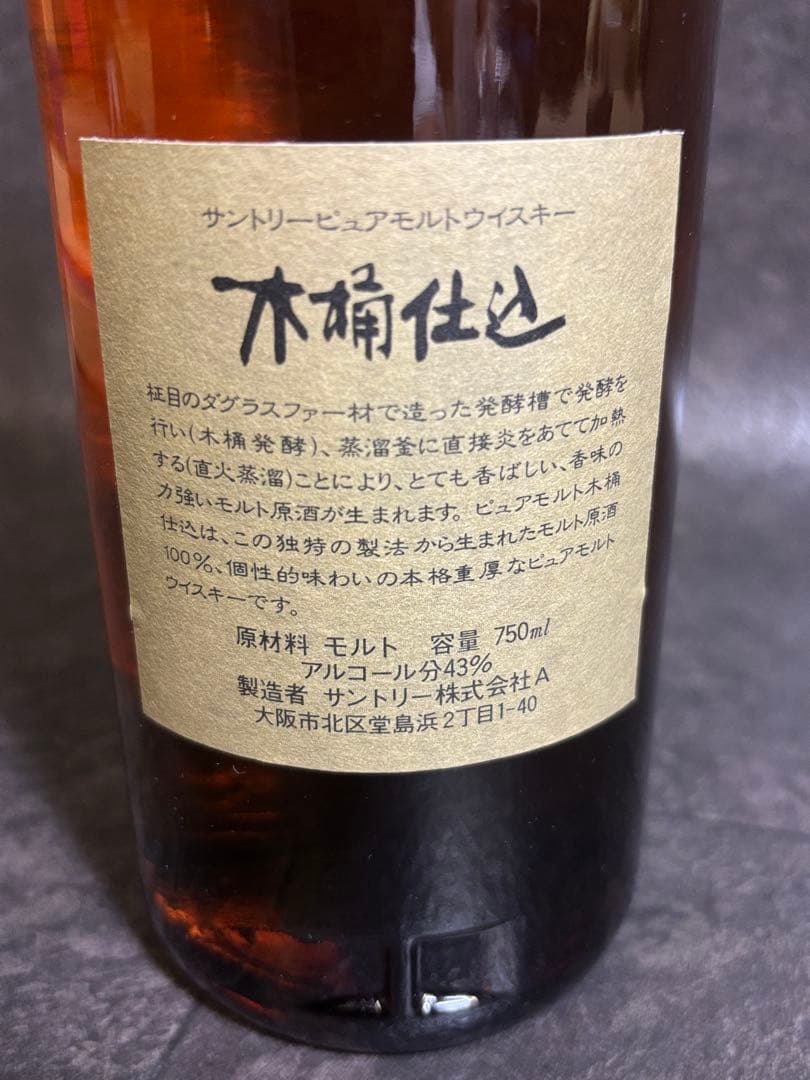 サントリーピュアモルトウイスキー
木桶仕込
柾目のダグラスファー材で造った発酵槽で発酵を
行い(木桶発酵)、蒸溜釜に直接炎をあてて加熱
する(直火蒸溜)ことにより、とても香ばしい、香味の
力強いモルト原酒が生まれます。ピュアモルト木桶
仕込は、この独特の製法から生まれたモルト原酒
100%、個性的味わいの本格重厚なピュアモルト
ウイスキーです。
原材料 モルト 容量 750ml
アルコール分43%
製造者 サントリー株式会社A
大阪市北区堂島浜2丁目1-40